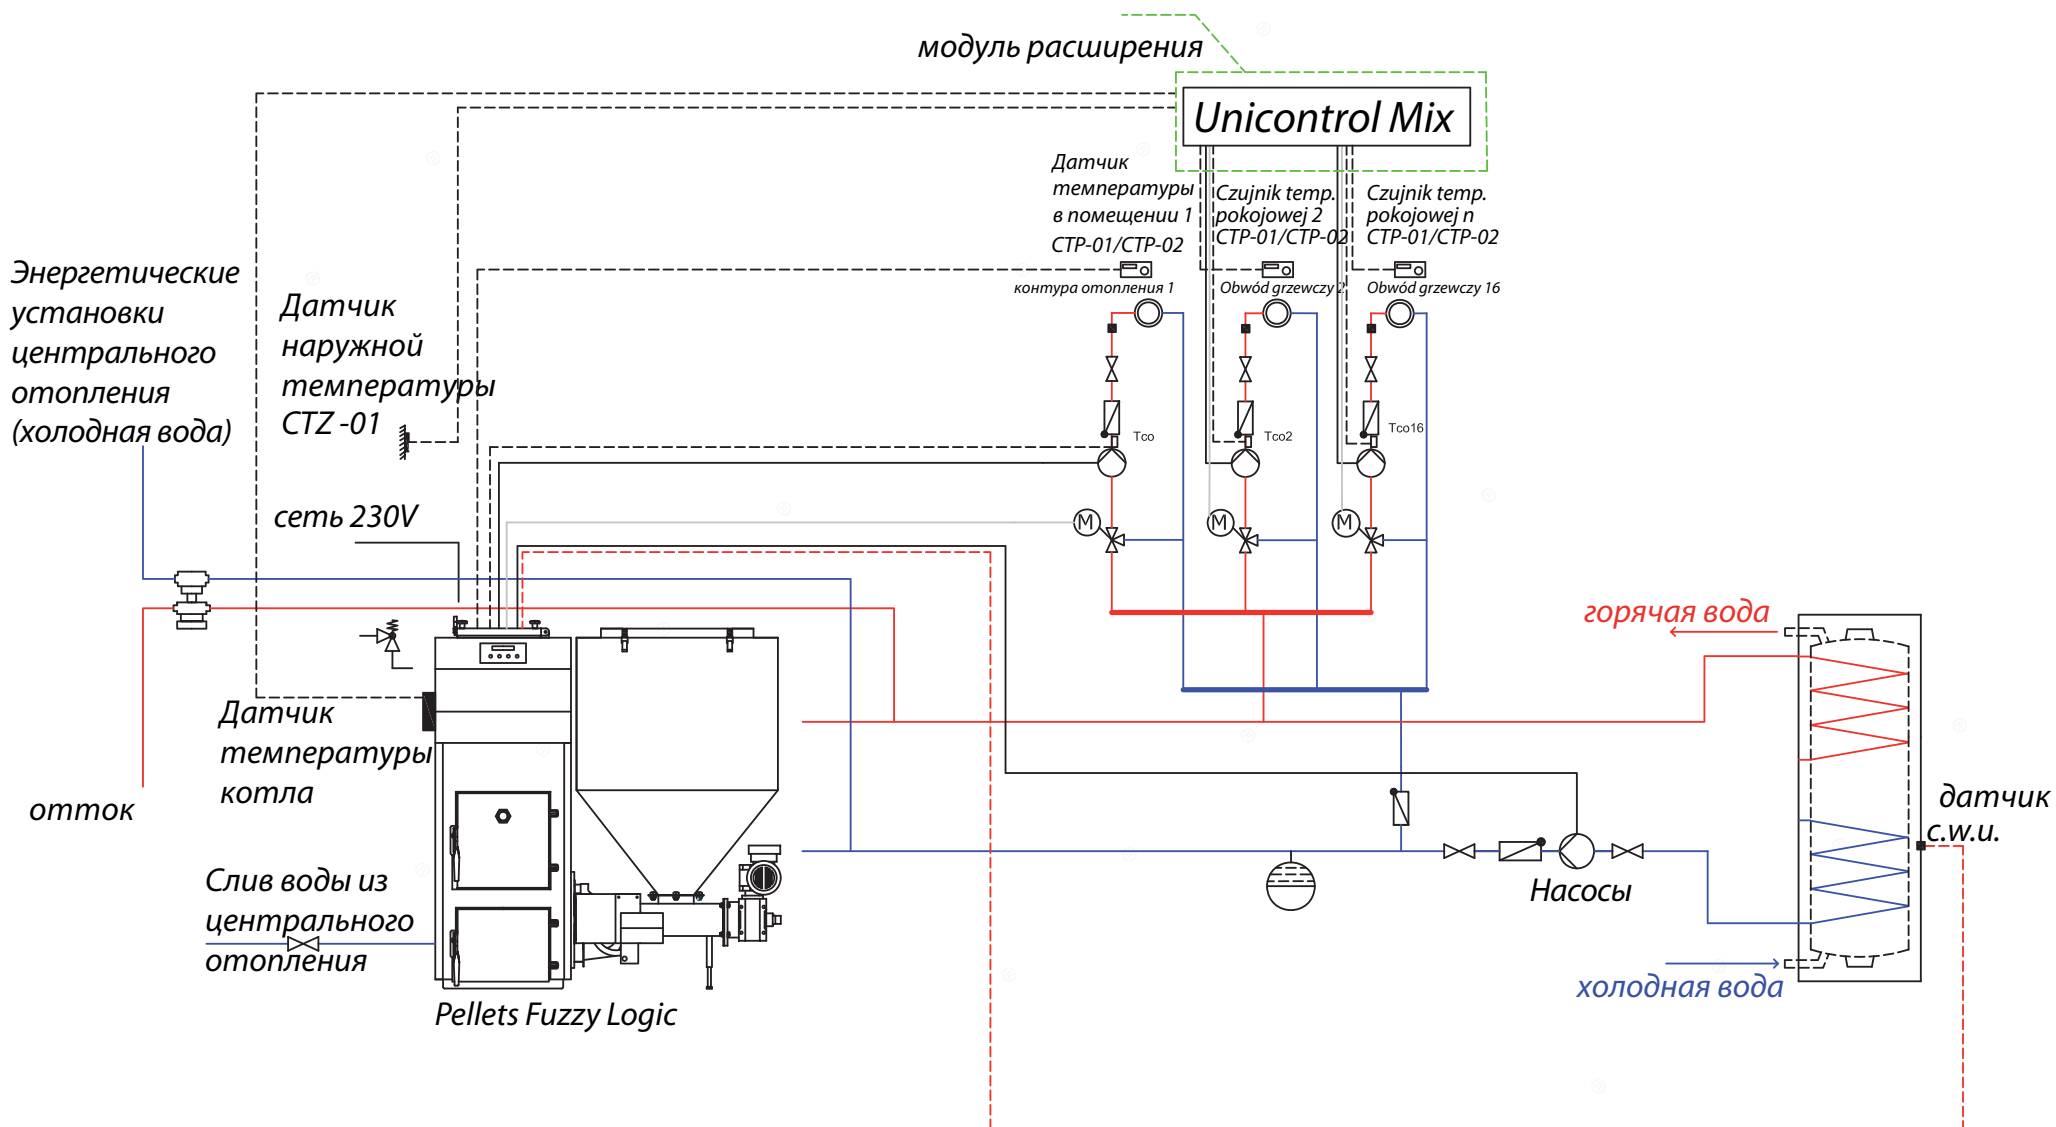 модуль расширения
Unicontrol Mix
Датчик
температуры
в помещении 1
CTP-01/CTP-02
Czujnik temp.
pokojowej 2
CTP-01/CTP-02
Czujnik temp.
pokojowej n
CTP-01/CTP-02
контура отопления 1
Obwód grzewczy 2
Obwód grzewczy 16
Энергетические
установки
центрального
отопления
(холодная вода)
Датчик
наружной
температуры
CTZ -01
Tco
Tco2
Tco16
сеть 230V
M
M
M
горячая вода
Датчик
температуры
котла
отток
датчик
c.w.u.
Слив воды из
центрального
отопления
Насосы
холодная вода
Pellets Fuzzy Logic